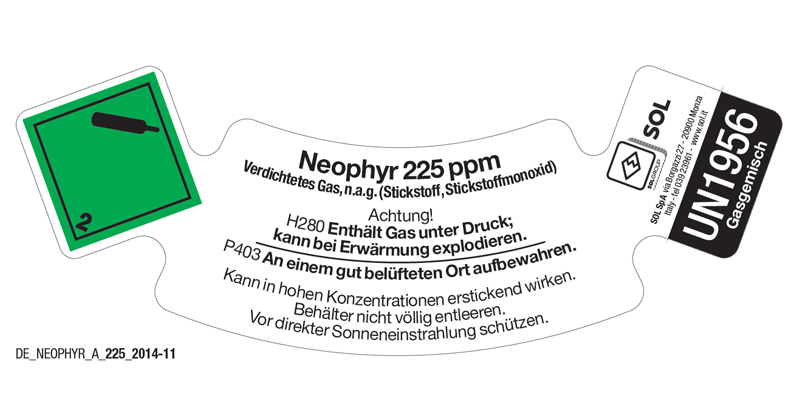 2
Neophyr 225 ppm
Verdichtetes Gas, n.a.g. (Stickstoff, Stickstoffmonoxid)
Achtung!
H280 Enthält Gas unter Druck;
kann bei Erwärmung explodieren.
P403 An einem gut belüfteten Ort aufbewahren.
Kann in hohen Konzentrationen erstickend wirken.
Behälter nicht völlig entleeren.
Vor direkter Sonneneinstrahlung schützen.
SOLGROUP
SOL
SOL SpA via Borgazzi 27 - 20900 Monza
Italy - tel 039 23961 - www.sol.it
UN1956
Gasgemisch
DE_NEOPHYR_A_225_2014-11